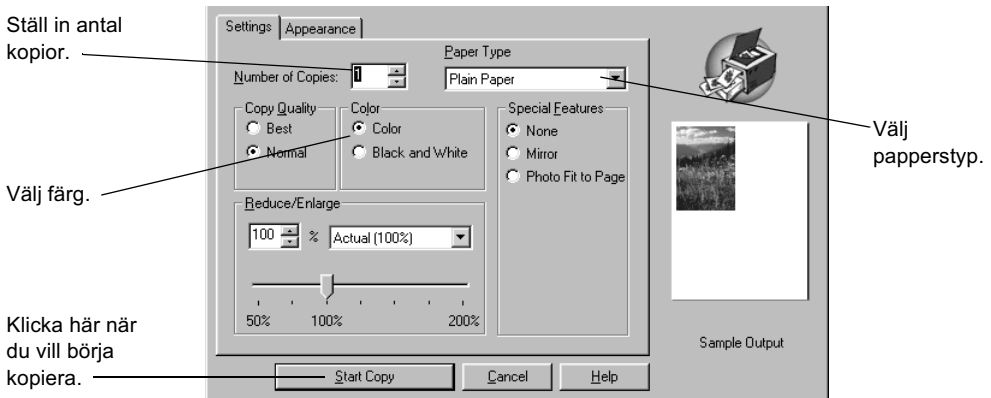 Ställ in antal
kopior.
Settings Appearance
Paper Type
Number of Copies: 1
Plain Paper
Copy Quality
Best
Normal
Color
Color
Black and White
Special Features
None
Mirror
Photo Fit to Page
Välj
papperstyp.
Välj färg.
Reduce/Enlarge
100 % Actual (100%)
50% 100% 200%
Sample Output
Klicka här när
du vill börja
kopiera.
Start Copy Cancel Help